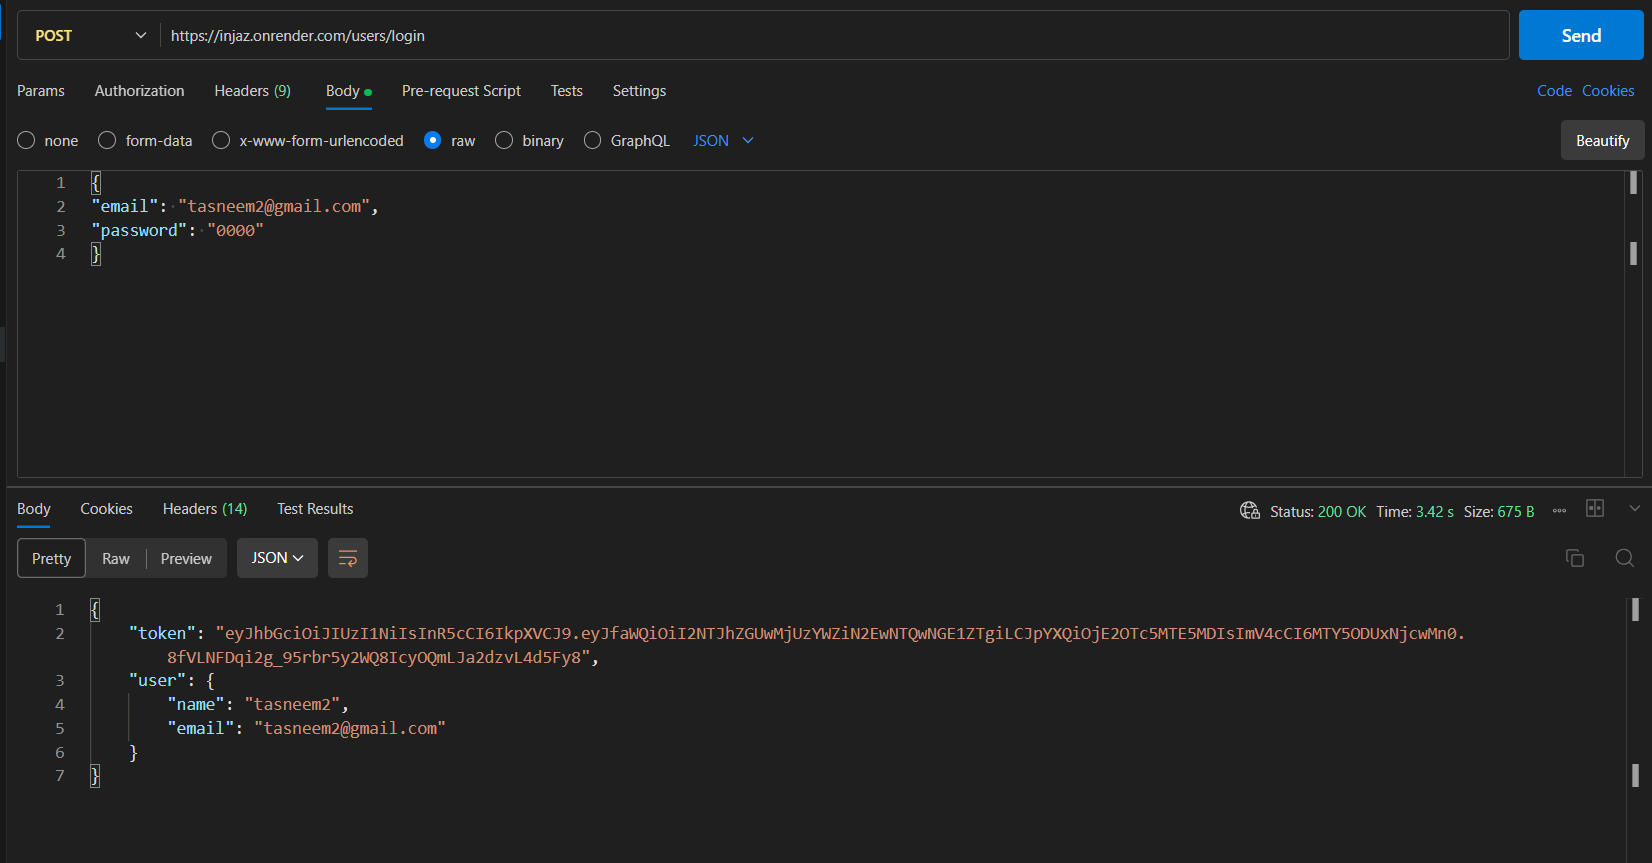 POST https://injaz.onrender.com/users/login Send
Params Authorization Headers (9) Body Pre-request Script Tests Settings Code Cookies
none form-data x-www-form-urlencoded raw binary GraphQL JSON Beautify
1 {
2 "email": "tasneem2@gmail.com",
3 "password": "0000"
4 }
Body Cookies Headers (14) Test Results Status: 200 OK Time: 3.42 s Size: 675 B
Pretty Raw Preview JSON
1 {
2 "token": "eyJhbGciOiJIUzI1NiIsInR5cCI6IkpXVCJ9.eyJfaWQiOiI2NTJhZGUwMjUzYWZiN2EwNTQwNGE1ZTgiLCJpYXQiOjE2OTc5MTE5MDIsImV4cCI6MTY5ODUxNjcwMn0.
8fVLNFDqi2g_95rbr5y2WQ8IcyOQmLJa2dzvL4d5Fy8",
3 "user": {
4 "name": "tasneem2",
5 "email": "tasneem2@gmail.com"
6 }
7 }